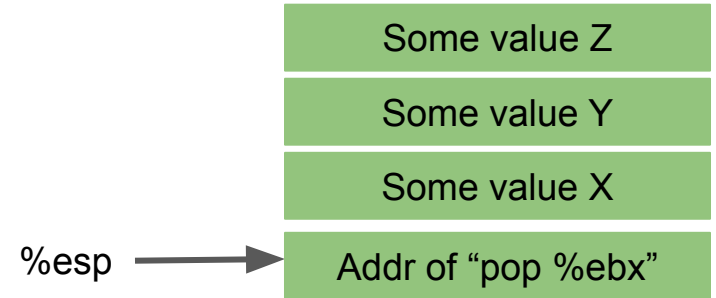 Some value Z
Some value Y
Some value X
%esp
Addr of “pop %ebx”